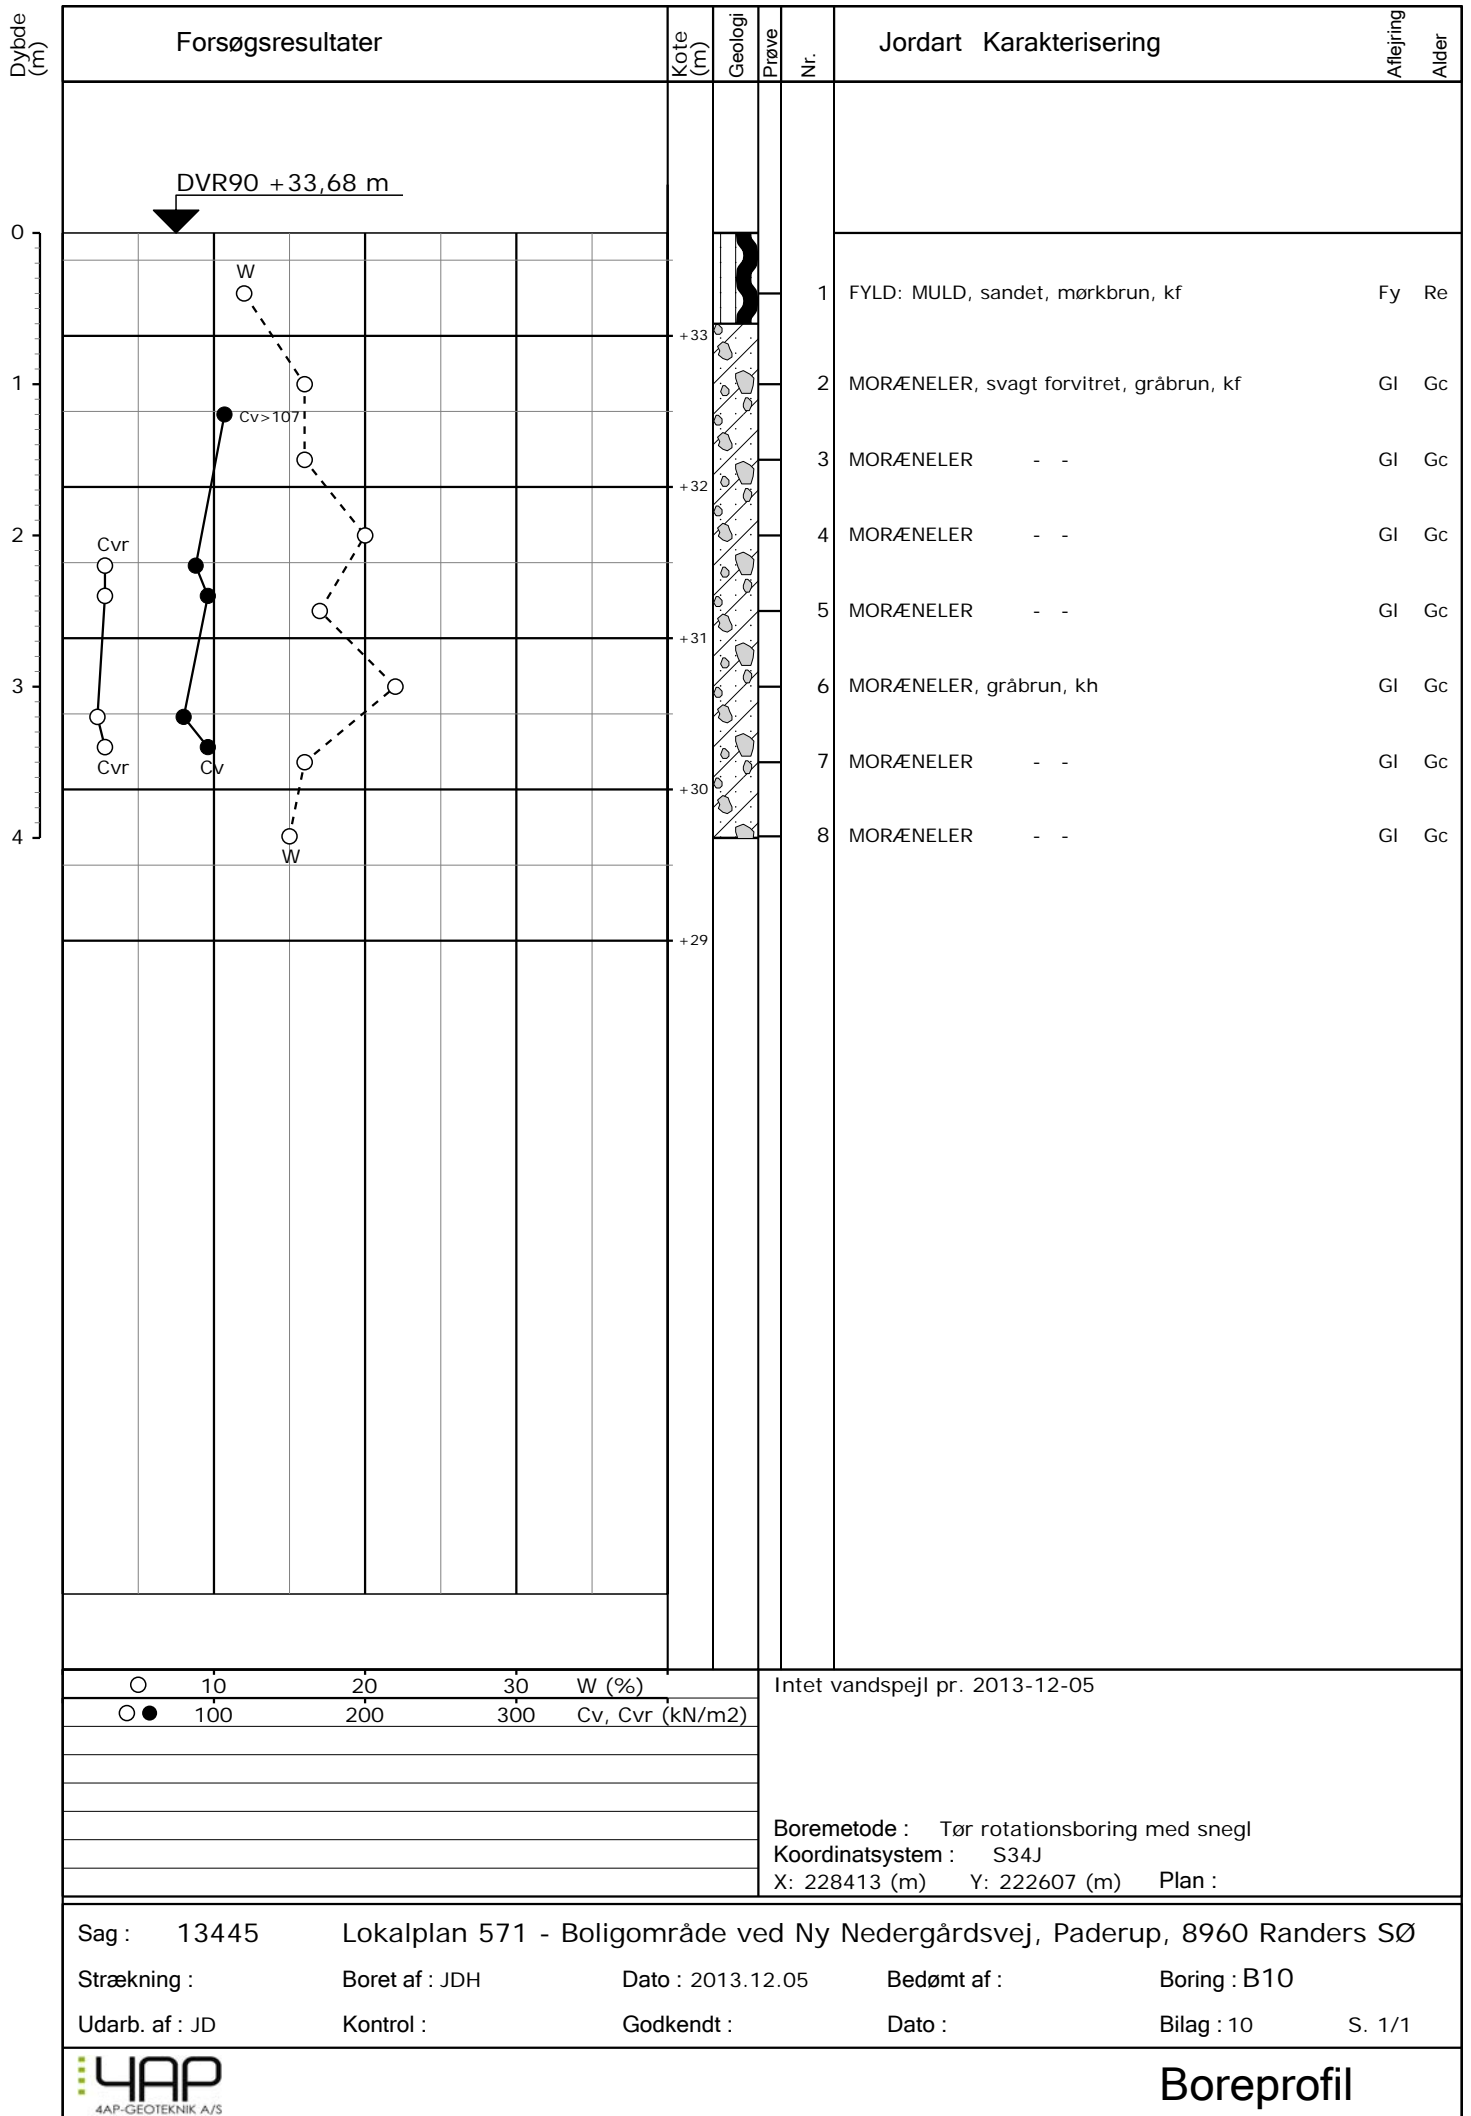 Dybde (m)
Forsøgsresultater
Kote (m)
Geologi
Prøve
Nr.
Jordart Karakterisering
Aflejring
Alder
DVR90 +33,68 m
0
W
1 FYLD: MULD, sandet, mørkbrun, kf Fy Re
+33
1
2 MORÆNELER, svagt forvitret, gråbrun, kf Gl Gc
Cv>107
3 MORÆNELER - - Gl Gc
+32
2
Cvr
4 MORÆNELER - - Gl Gc
5 MORÆNELER - - Gl Gc
+31
3
6 MORÆNELER, gråbrun, kh Gl Gc
Cvr
Cv
7 MORÆNELER - - Gl Gc
+30
4
W
8 MORÆNELER - - Gl Gc
+29
10 20 30 W (%)
100 200 300 Cv, Cvr (kN/m2)
Intet vandspejl pr. 2013-12-05
Boremetode : Tør rotationsboring med snegl
Koordinatsystem : S34J
X: 228413 (m) Y: 222607 (m) Plan :
Sag : 13445 Lokalplan 571 - Boligområde ved Ny Nedergårdsvej, Paderup, 8960 Randers SØ
Strækning : Boret af : JDH Dato : 2013.12.05 Bedømt af : Boring : B10
Udarb. af : JD Kontrol : Godkendt : Dato : Bilag : 10 S. 1/1
4AP
4AP-GEOTEKNIK A/S
Boreprofil